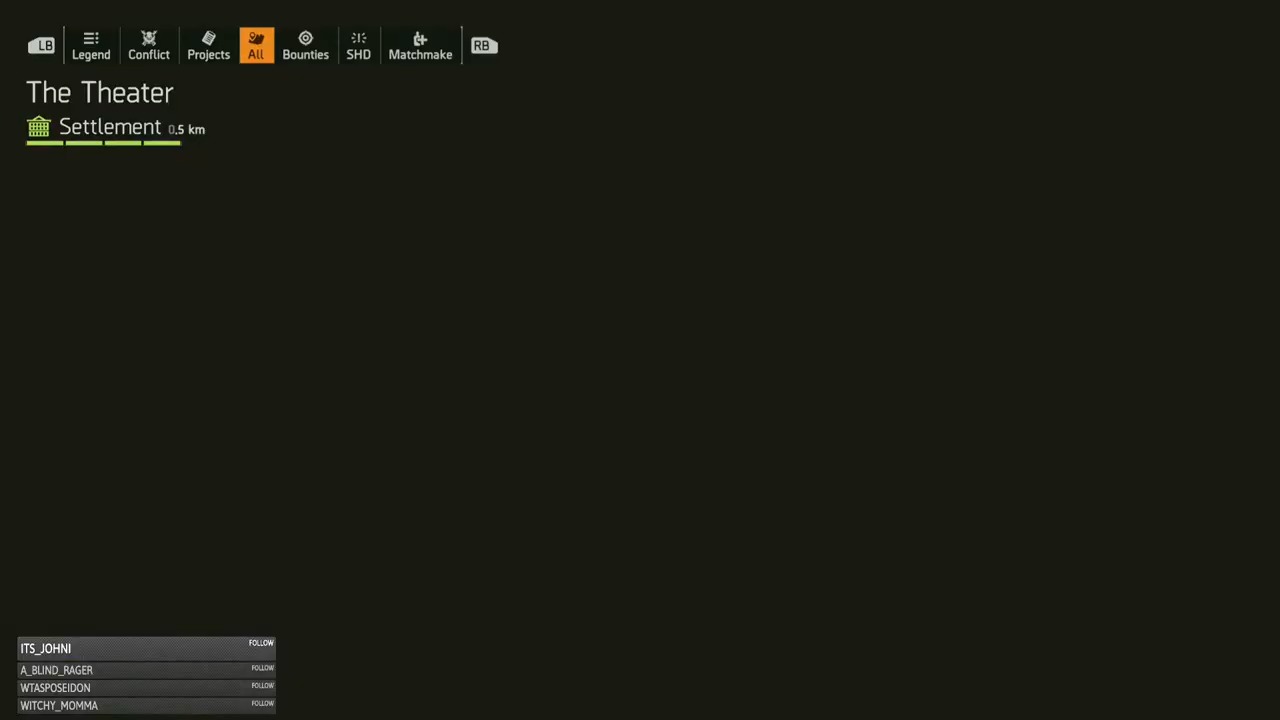 LB Legend Conflict Projects All Bounties SHD Matchmake RB
The Theater
Settlement 0.5 km
ITS_JOHNI FOLLOW
A_BLIND_RAGER FOLLOW
WTASPOSEIDON FOLLOW
WITCHY_MOMMA FOLLOW